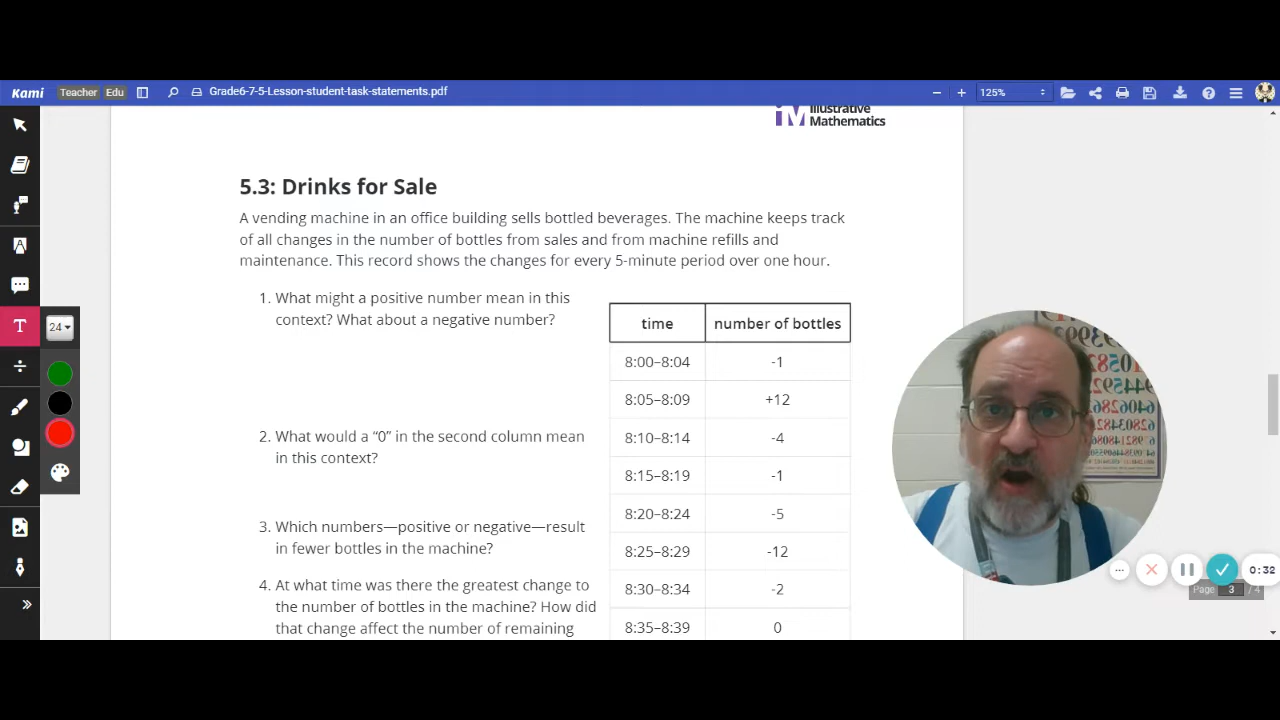 Kami
Teacher
Edu
Grade6-7-5-Lesson-student-task-statements.pdf
125%
Illustrative
Mathematics
5.3: Drinks for Sale
A vending machine in an office building sells bottled beverages. The machine keeps track
of all changes in the number of bottles from sales and from machine refills and
maintenance. This record shows the changes for every 5-minute period over one hour.
1. What might a positive number mean in this
context? What about a negative number?
2. What would a “0” in the second column mean
in this context?
3. Which numbers—positive or negative—result
in fewer bottles in the machine?
4. At what time was there the greatest change to
the number of bottles in the machine? How did
that change affect the number of remaining
time number of bottles
8:00–8:04 -1
8:05–8:09 +12
8:10–8:14 -4
8:15–8:19 -1
8:20–8:24 -5
8:25–8:29 -12
8:30–8:34 -2
8:35–8:39 0
T
24
0:32
Page 3 / 4